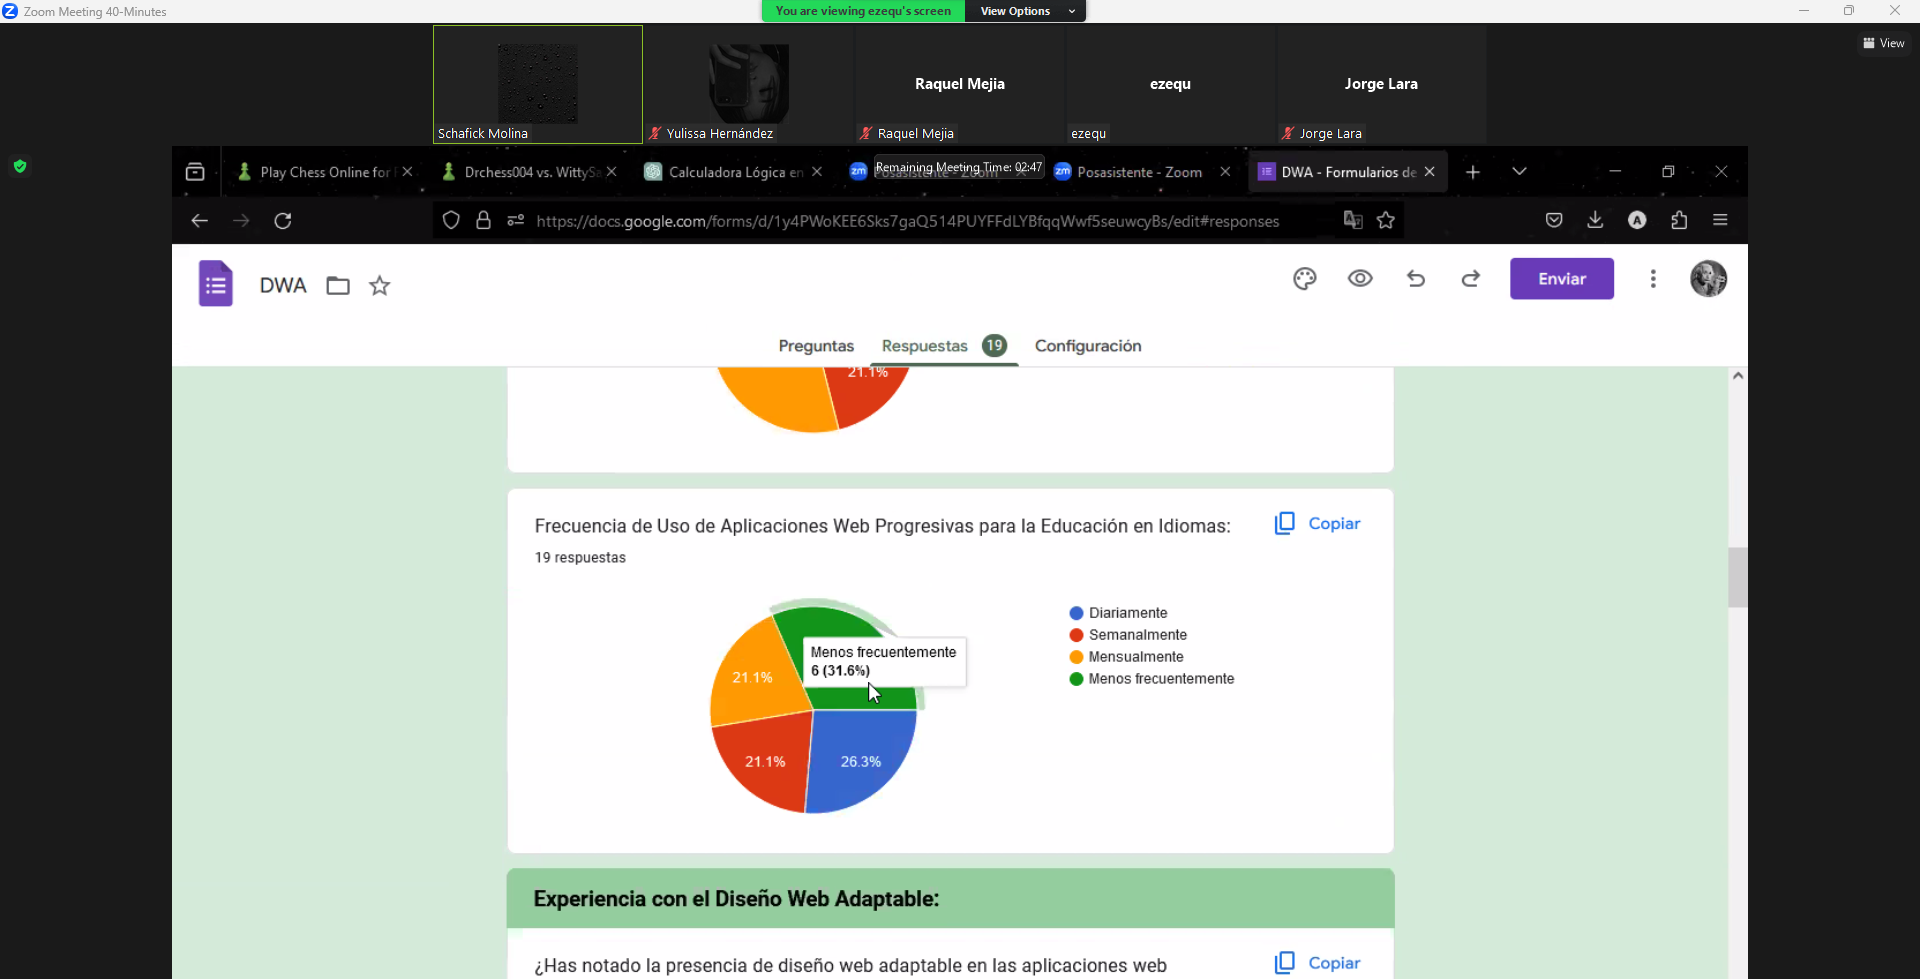 Zoom Meeting 40-Minutes
You are viewing ezequ's screen
View Options
View
Raquel Mejia
ezequ
Jorge Lara
Schafick Molina
Yulissa Hernández
Raquel Mejia
ezequ
Jorge Lara
Play Chess Online for
Drchess004 vs. WittySa
Calculadora Lógica en
zm
Remaining Meeting Time: 02:47
zm Posasistente - Zoom
DWA - Formularios de
https://docs.google.com/forms/d/1y4PWoKEE6Sks7gaQ514PUYFFdLYBfqqWwf5seuwcyBs/edit#responses
A
DWA
Enviar
Preguntas
Respuestas 19
Configuración
21.1%
Frecuencia de Uso de Aplicaciones Web Progresivas para la Educación en Idiomas:
Copiar
19 respuestas
Diariamente
Semanalmente
Mensualmente
Menos frecuentemente
Menos frecuentemente
6 (31.6%)
21.1%
21.1%
26.3%
Experiencia con el Diseño Web Adaptable:
¿Has notado la presencia de diseño web adaptable en las aplicaciones web
Copiar